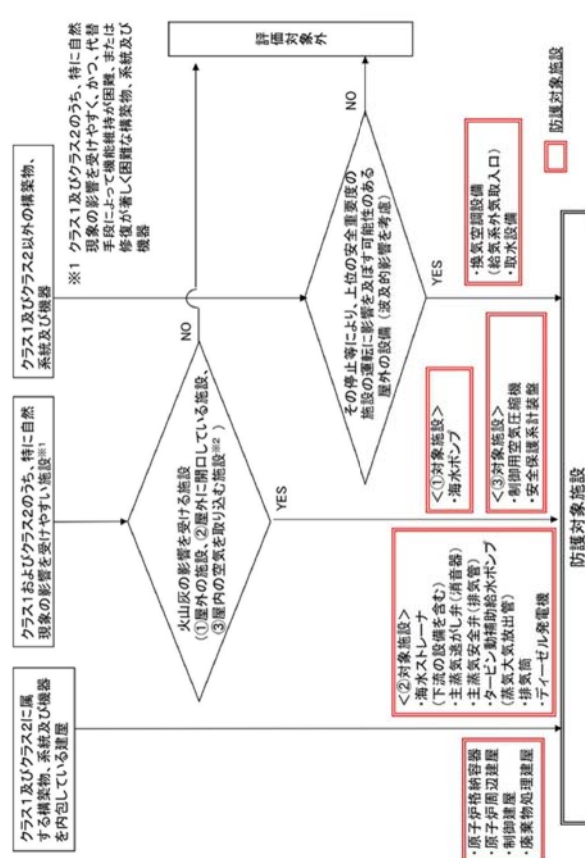 クラス1及びクラス2に属
する構築物、系統及び機器
を内包している建屋
クラス1およびクラス2のうち、特に自然
現象の影響を受けやすい施設※1
クラス1及びクラス2以外の構築物、
系統及び機器
※1 クラス1及びクラス2のうち、特に自然
現象の影響を受けやすく、かつ、代替
手段によって機能維持が困難、または
修復が著しく困難な構築物、系統及び
機器
火山灰の影響を受ける施設
(①屋外の施設、②屋外に開口している施設、
③屋内の空気を取り込む施設※2)
NO
YES
その停止等により、上位の安全重要度の
施設の運転に影響を及ぼす可能性のある
屋外の設備(波及的影響を考慮)
NO
YES
評価対象外
・原子炉格納容器
・原子炉周辺建屋
・制御建屋
・廃棄物処理建屋
<②対象施設>
・海水ストレーナ
(下流の設備を含む)
・主蒸気逃がし弁(消音器)
・主蒸気安全弁(排気管)
・タービン動補助給水ポンプ
(蒸気大気放出管)
・排気筒
・ディーゼル発電機
<①対象施設>
・海水ポンプ
<③対象施設>
・制御用空気圧縮機
・安全保護系計装盤
・換気空調設備
(給気系外気取入口)
・取水設備
防護対象施設
防護対象施設